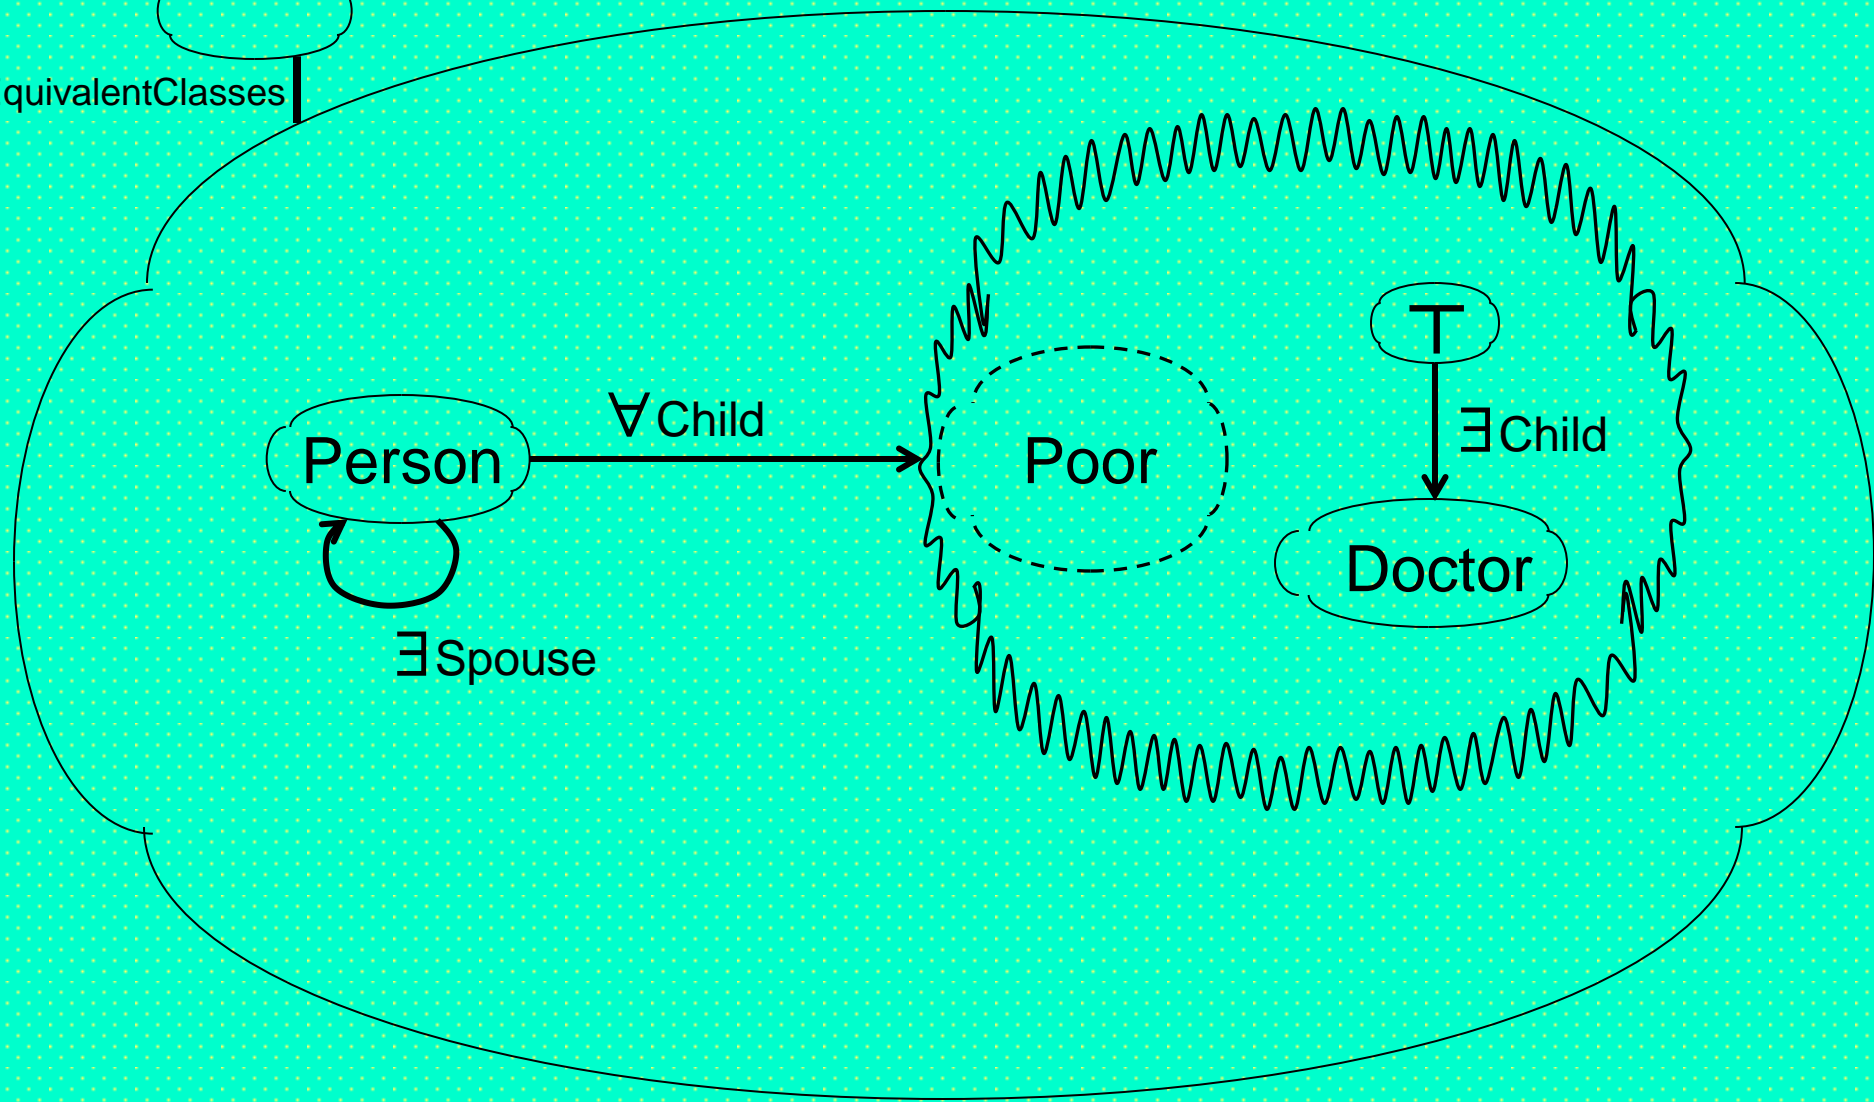 quivalentClasses
T
∀Child
∃Child
Person
Poor
Doctor
∃Spouse